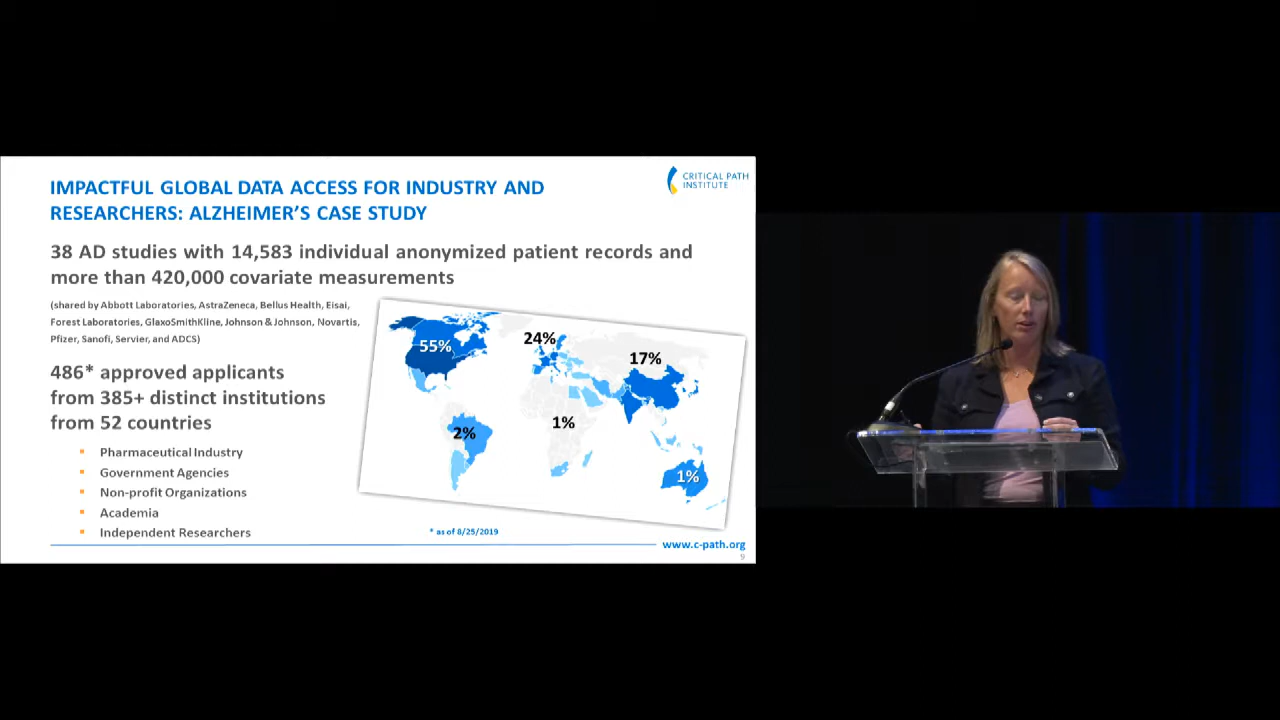 IMPACTFUL GLOBAL DATA ACCESS FOR INDUSTRY AND
RESEARCHERS: ALZHEIMER'S CASE STUDY
CRITICAL PATH
INSTITUTE
38 AD studies with 14,583 individual anonymized patient records and
more than 420,000 covariate measurements
(shared by Abbott Laboratories, AstraZeneca, Bellus Health, Eisai,
Forest Laboratories, GlaxoSmithKline, Johnson & Johnson, Novartis,
Pfizer, Sanofi, Servier, and ADCS)
486* approved applicants
from 385+ distinct institutions
from 52 countries
Pharmaceutical Industry
Government Agencies
Non-profit Organizations
Academia
Independent Researchers
55%
24%
17%
2%
1%
1%
* as of 8/25/2019
www.c-path.org
9